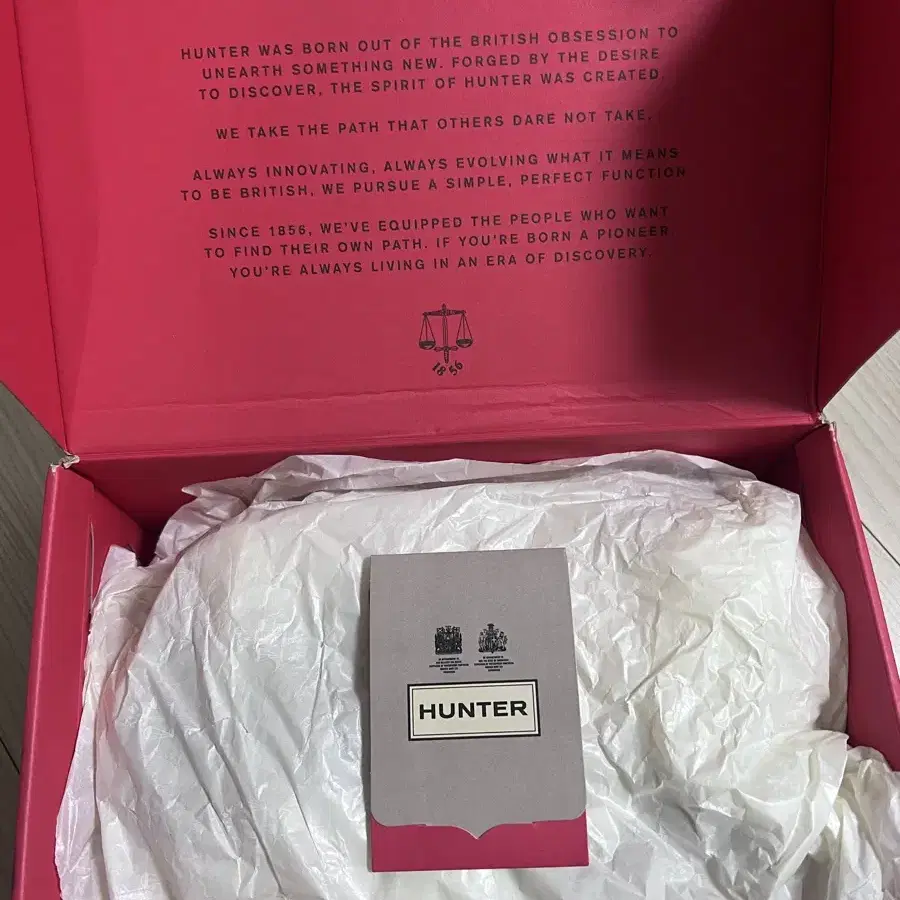 HUNTER WAS BORN OUT OF THE BRITISH OBSESSION TO
UNEARTH SOMETHING NEW. FORGED BY THE DESIRE
TO DISCOVER, THE SPIRIT OF HUNTER WAS CREATED.
WE TAKE THE PATH THAT OTHERS DARE NOT TAKE.
ALWAYS INNOVATING, ALWAYS EVOLVING WHAT IT MEANS
TO BE BRITISH, WE PURSUE A SIMPLE, PERFECT FUNCTION
SINCE 1856, WE'VE EQUIPPED THE PEOPLE WHO WANT
TO FIND THEIR OWN PATH. IF YOU'RE BORN A PIONEER,
YOU'RE ALWAYS LIVING IN AN ERA OF DISCOVERY.
1856
HUNTER